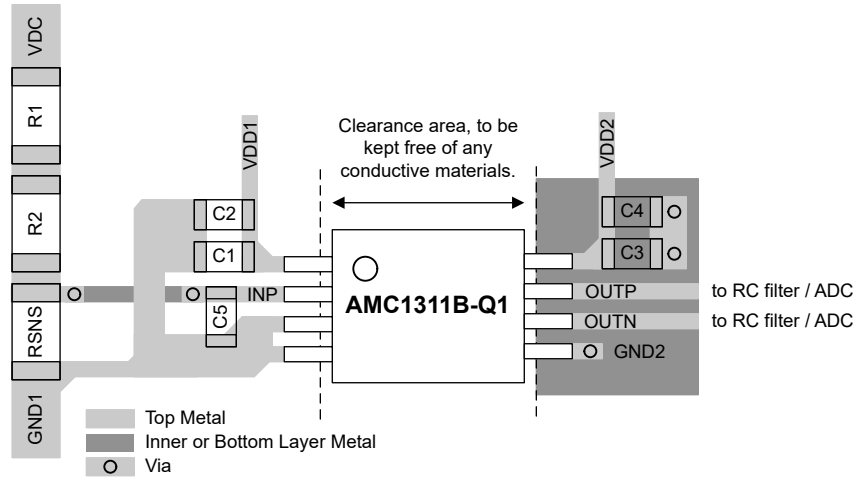 VDC
R1
R2
RSNS
GND1
VDD1
C2
C1
C5
INP
Clearance area, to be
kept free of any
conductive materials.
AMC1311B-Q1
VDD2
C4
C3
OUTP
to RC filter / ADC
OUTN
to RC filter / ADC
GND2
Top Metal
Inner or Bottom Layer Metal
Via